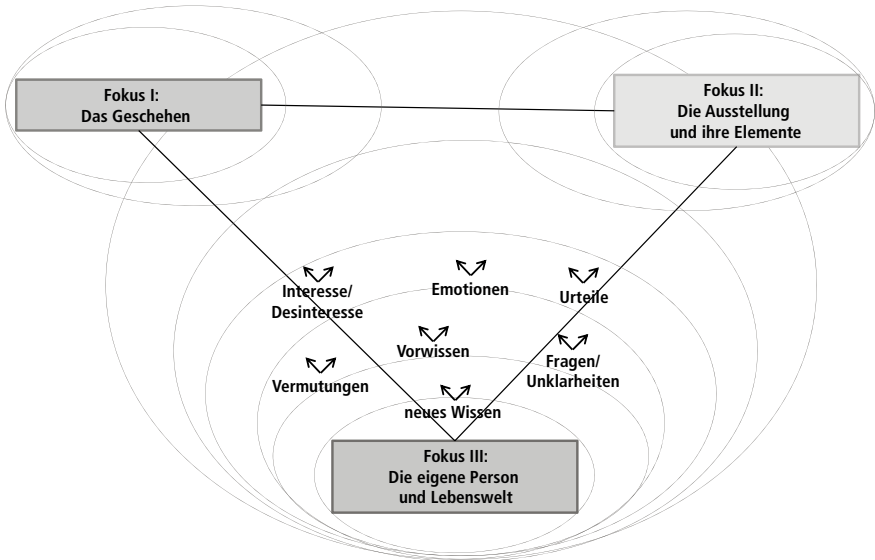 Fokus I:
Das Geschehen
Fokus II:
Die Ausstellung
und ihre Elemente
Interesse/
Desinteresse
Emotionen
Urteile
Vorwissen
Fragen/
Unklarheiten
Vermutungen
neues Wissen
Fokus III:
Die eigene Person
und Lebenswelt